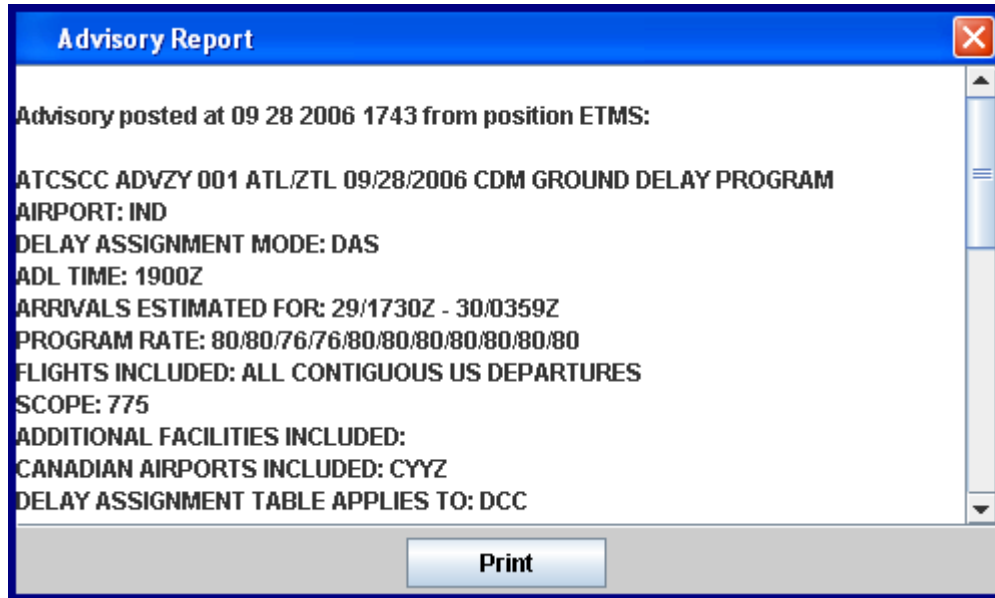 Advisory Report
Advisory posted at 09 28 2006 1743 from position ETMS:
ATCSCC ADVZY 001 ATL/ZTL 09/28/2006 CDM GROUND DELAY PROGRAM
AIRPORT: IND
DELAY ASSIGNMENT MODE: DAS
ADL TIME: 1900Z
ARRIVALS ESTIMATED FOR: 29/1730Z - 30/0359Z
PROGRAM RATE: 80/80/76/76/80/80/80/80/80/80/80
FLIGHTS INCLUDED: ALL CONTIGUOUS US DEPARTURES
SCOPE: 775
ADDITIONAL FACILITIES INCLUDED:
CANADIAN AIRPORTS INCLUDED: CYYZ
DELAY ASSIGNMENT TABLE APPLIES TO: DCC
Print